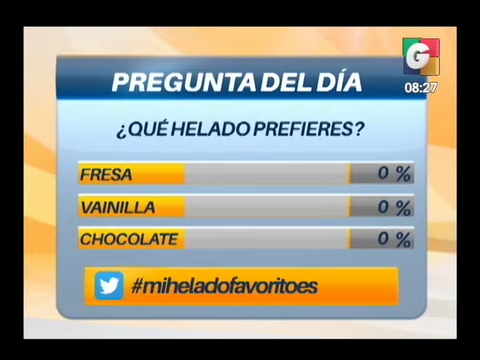 PREGUNTA DEL DÍA
G
08:27
¿QUÉ HELADO PREFIERES?
FRESA 0 %
VAINILLA 0 %
CHOCOLATE 0 %
#miheladofavoritoes